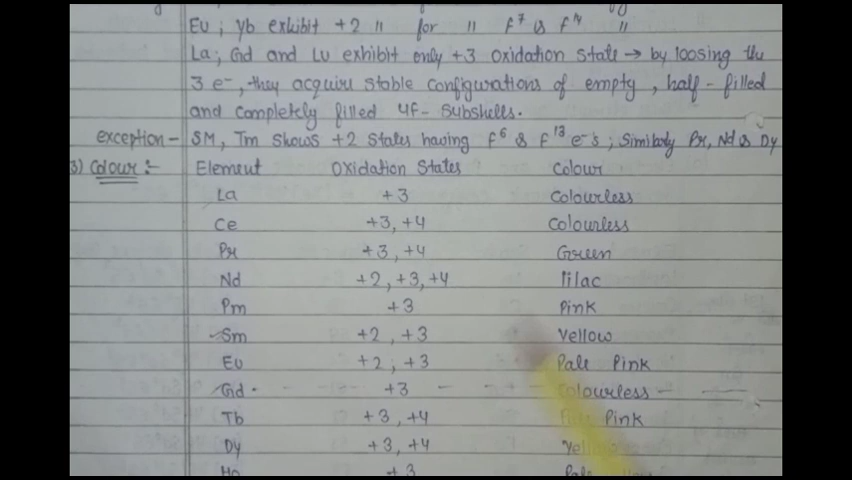 Eu ; Yb exhibit +2 " for " f⁷ & f¹⁴ "
La, Gd and Lu exhibit only +3 oxidation state → by loosing the
3 e⁻, they acquire stable configurations of empty, half-filled
and completely filled 4f- subshells.
exception - SM, Tm shows +2 states having f⁶ & f¹³ e⁻s ; Similarly Pr, Nd & Dy
3) Colour :- Element Oxidation States Colour
La +3 Colourless
Ce +3, +4 Colourless
Pr +3, +4 Green
Nd +2, +3, +4 lilac
Pm +3 Pink
Sm +2, +3 Yellow
Eu +2, +3 Pale Pink
Gd +3 Colourless
Tb +3, +4 Pink
Dy +3, +4
Ho +3